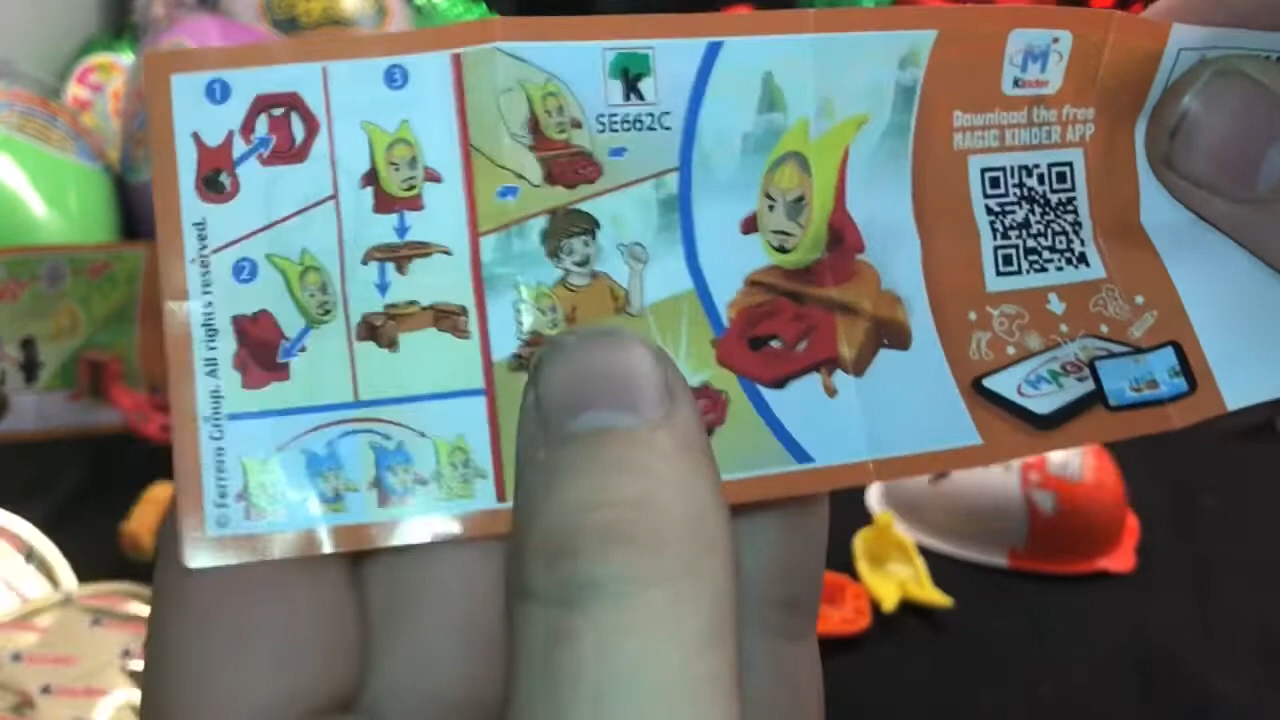 1
3
2
© Ferrero Group. All rights reserved.
k
SE662C
M
Kinder
Download the free
MAGIC KINDER APP